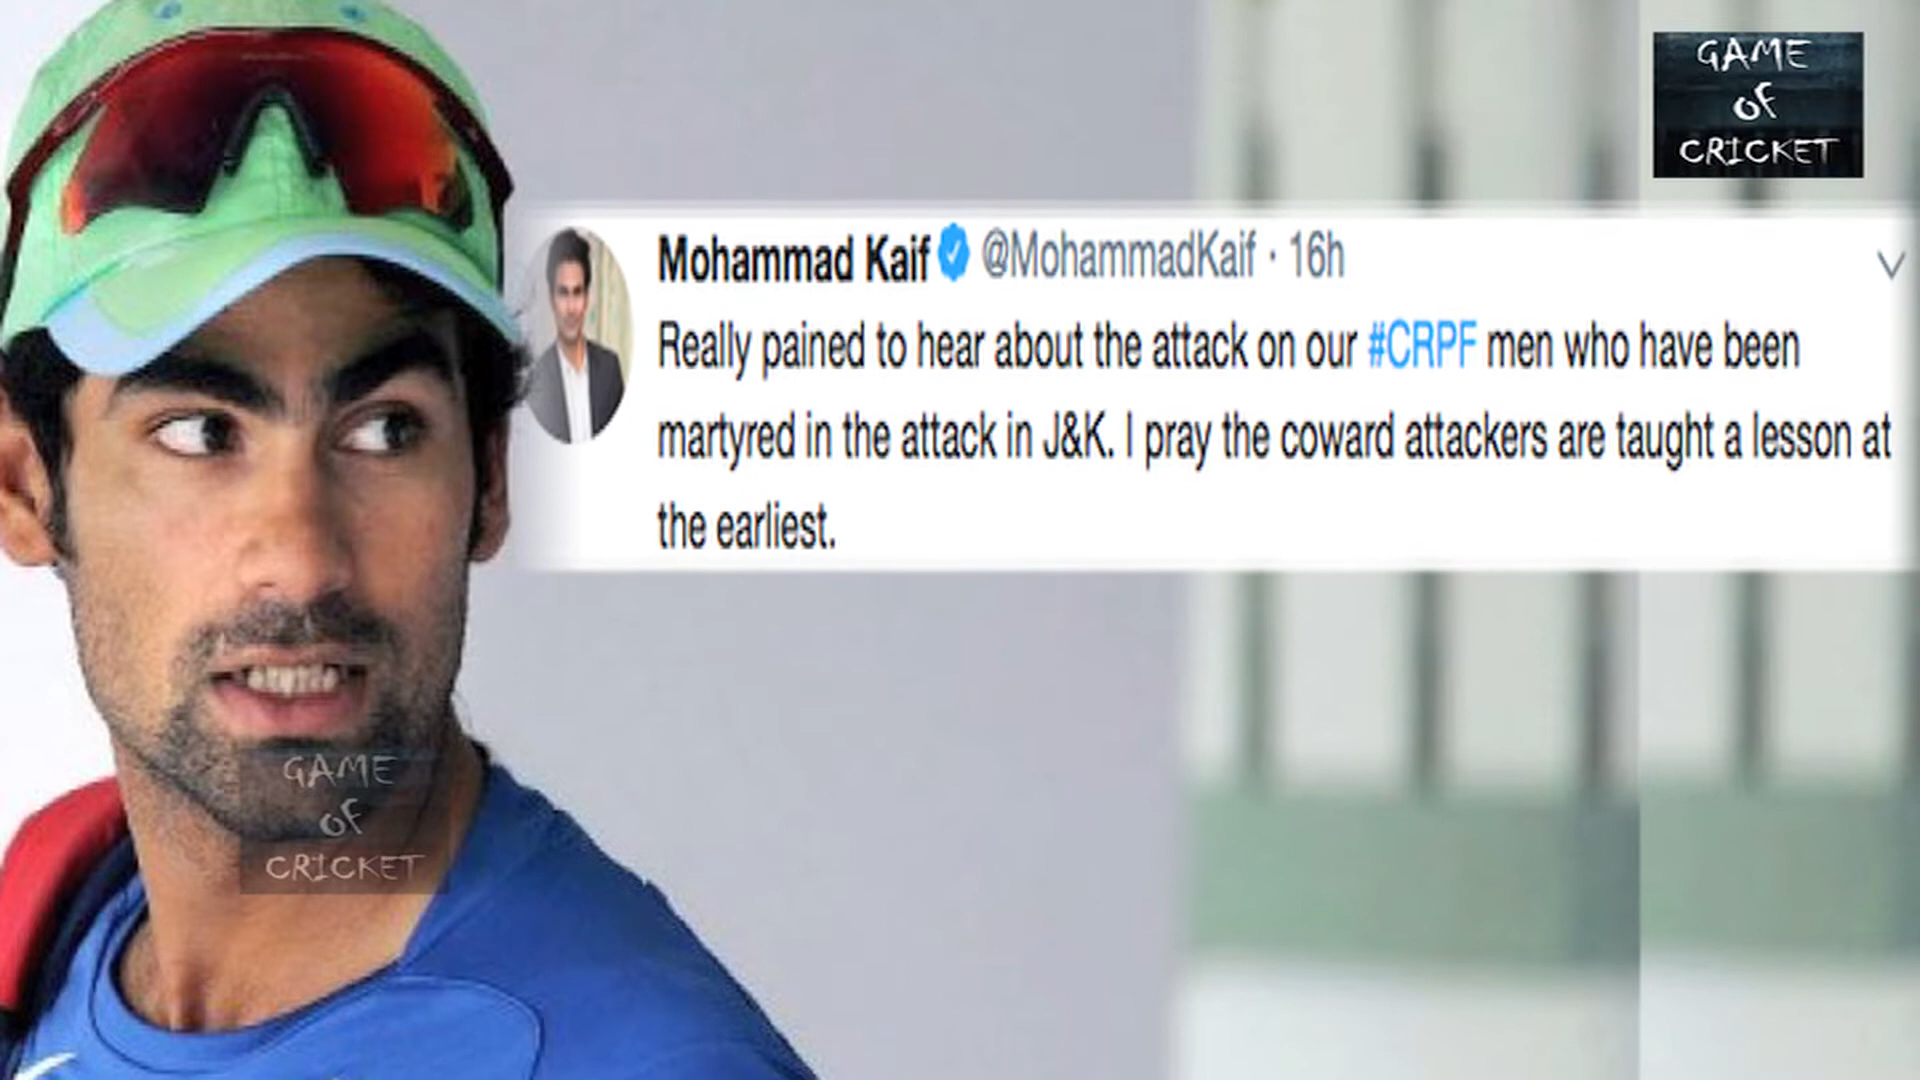 GAME
OF
CRICKET
Mohammad Kaif @MohammadKaif · 16h
Really pained to hear about the attack on our #CRPF men who have been
martyred in the attack in J&K. I pray the coward attackers are taught a lesson at
the earliest.
GAME
OF
CRICKET